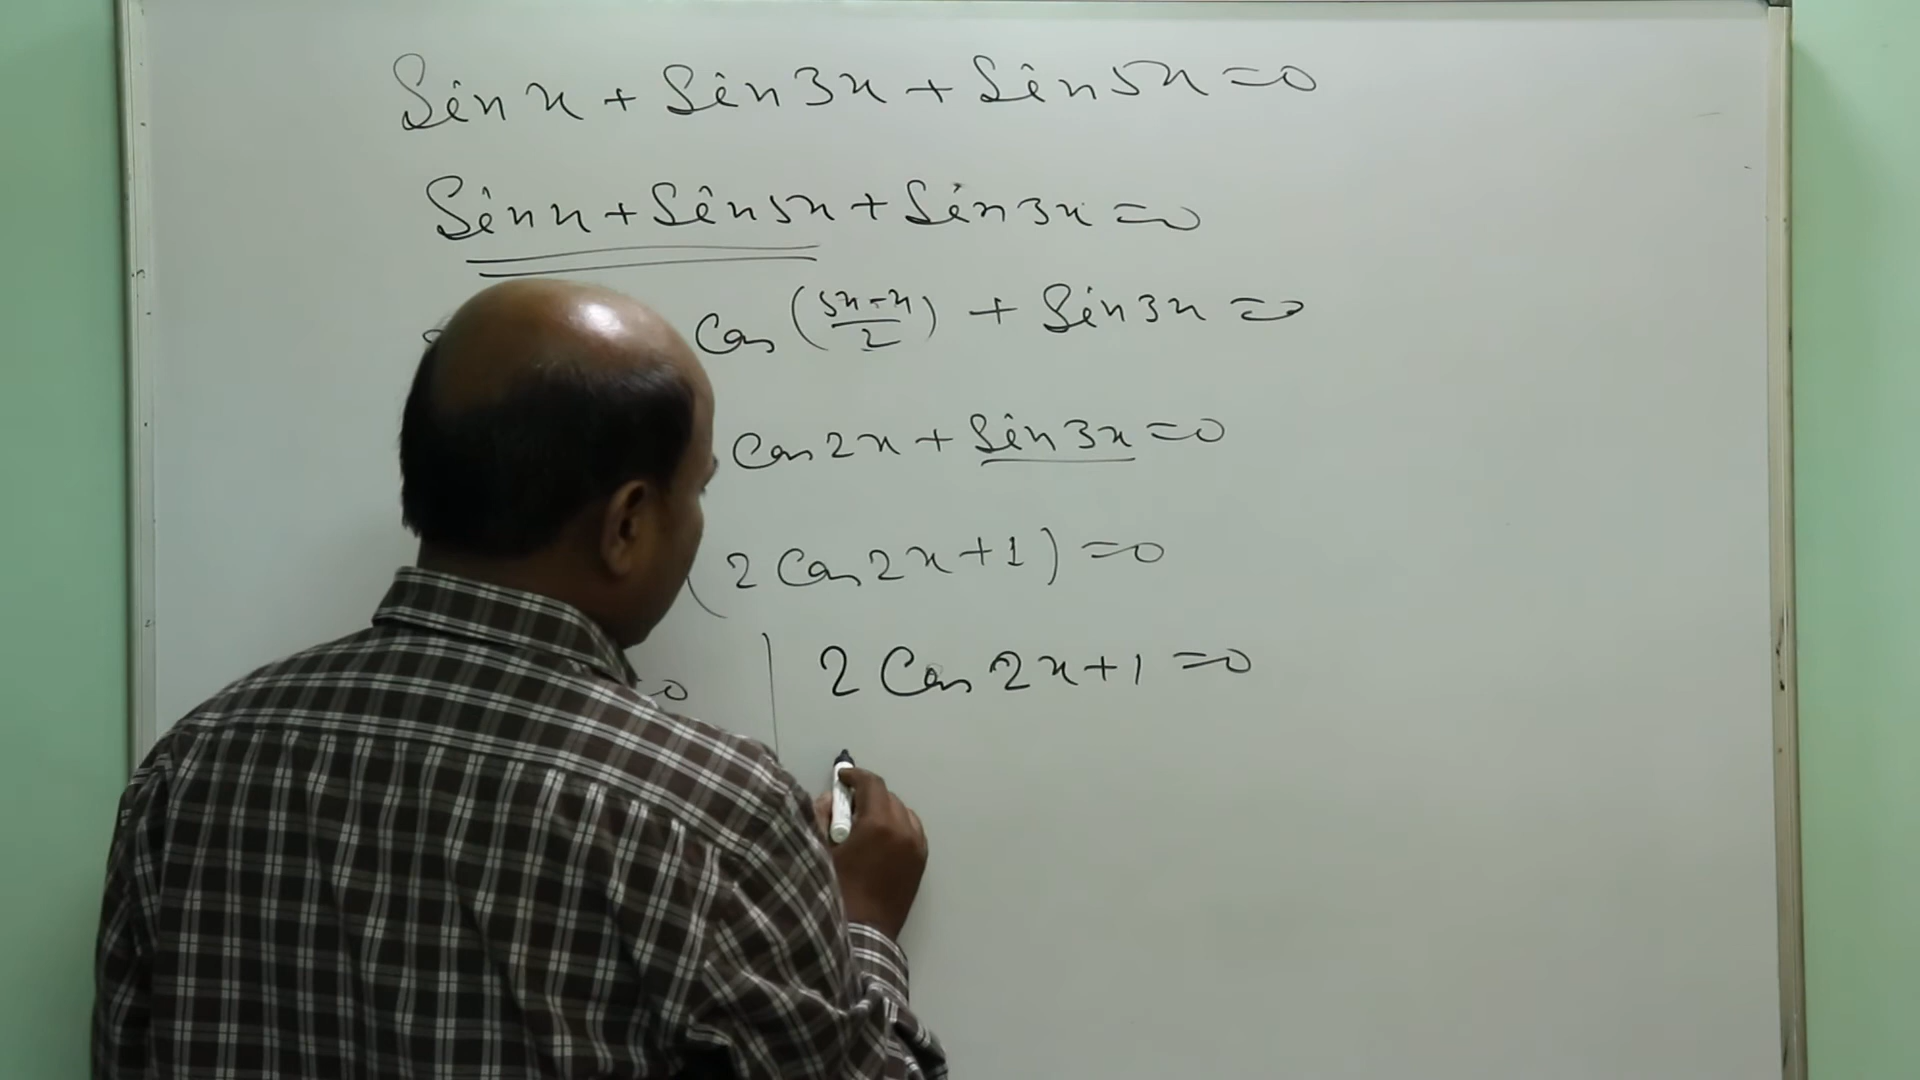 Sin x + Sin 3x + Sin 5x = 0
Sin x + Sin 5x + Sin 3x = 0
Cos (5x-x/2) + Sin 3x = 0
Cos 2x + Sin 3x = 0
(2 Cos 2x + 1) = 0
=0 | 2 Cos 2x + 1 = 0